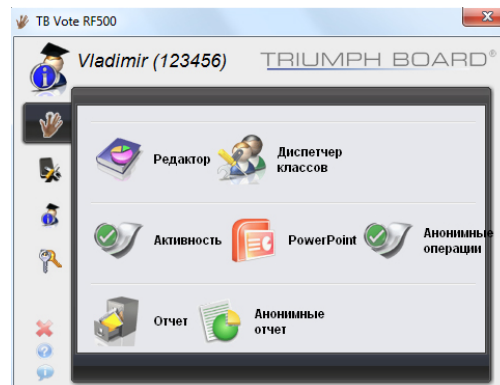 TB Vote RF500
Vladimir (123456)
TRIUMPH BOARD®
Редактор
Диспетчер
классов
Активность
PowerPoint
Анонимные
операции
Отчет
Анонимные
отчет